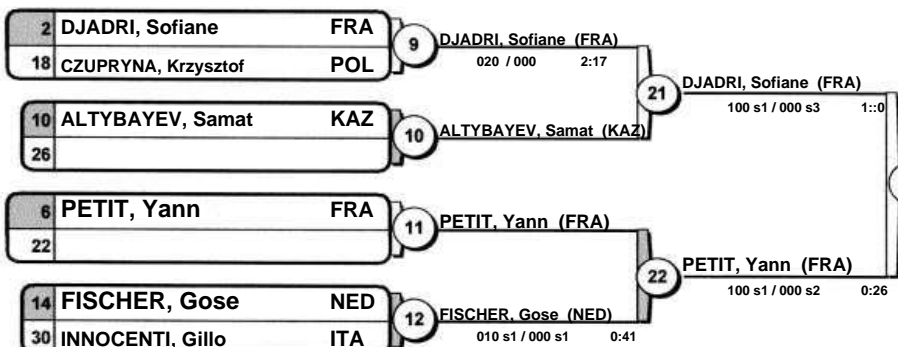 2 DJADRI, Sofiane FRA
18 CZUPRYNA, Krzysztof POL
9
DJADRI, Sofiane (FRA)
020 / 000 2:17
10 ALTYBAYEV, Samat KAZ
26
10
ALTYBAYEV, Samat (KAZ)
21
DJADRI, Sofiane (FRA)
100 s1 / 000 s3 1::0
6 PETIT, Yann FRA
22
11
PETIT, Yann (FRA)
14 FISCHER, Gose NED
30 INNOCENTI, Gillo ITA
12
FISCHER, Gose (NED)
010 s1 / 000 s1 0:41
22
PETIT, Yann (FRA)
100 s1 / 000 s2 0:26